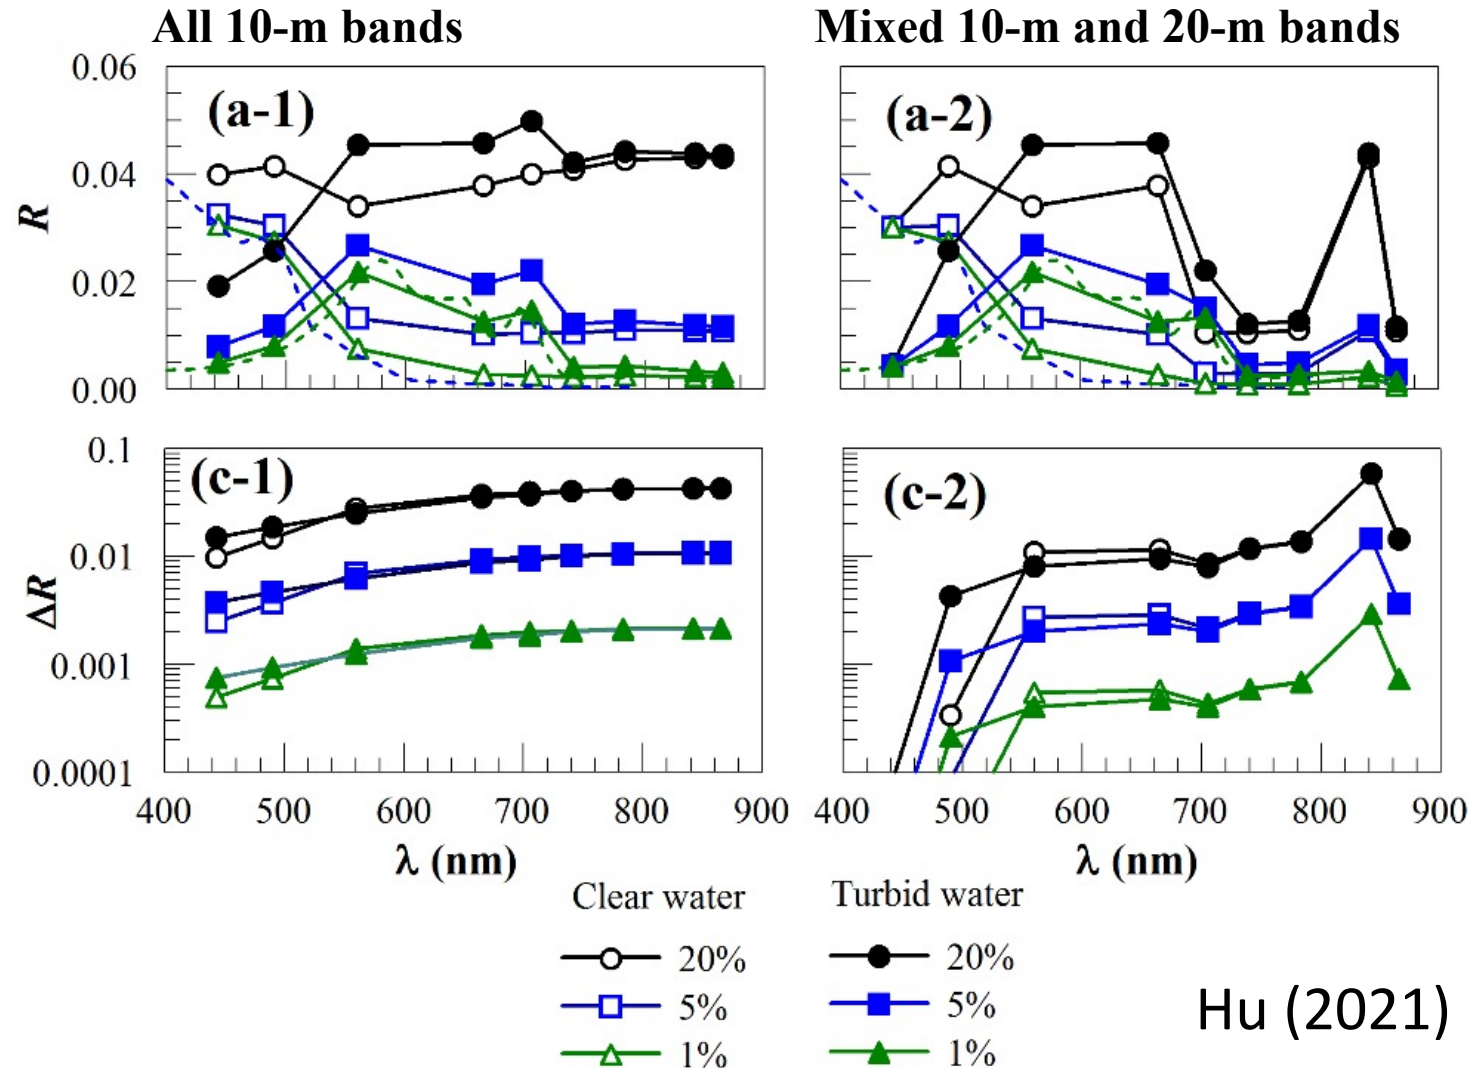 All 10-m bands
Mixed 10-m and 20-m bands
0.06
0.04
0.02
0.00
R
(a-1)
(a-2)
0.1
0.01
0.001
0.0001
ΔR
(c-1)
(c-2)
400 500 600 700 800 900
400 500 600 700 800 900
λ (nm)
λ (nm)
Clear water
Turbid water
20%
20%
5%
5%
1%
1%
Hu (2021)